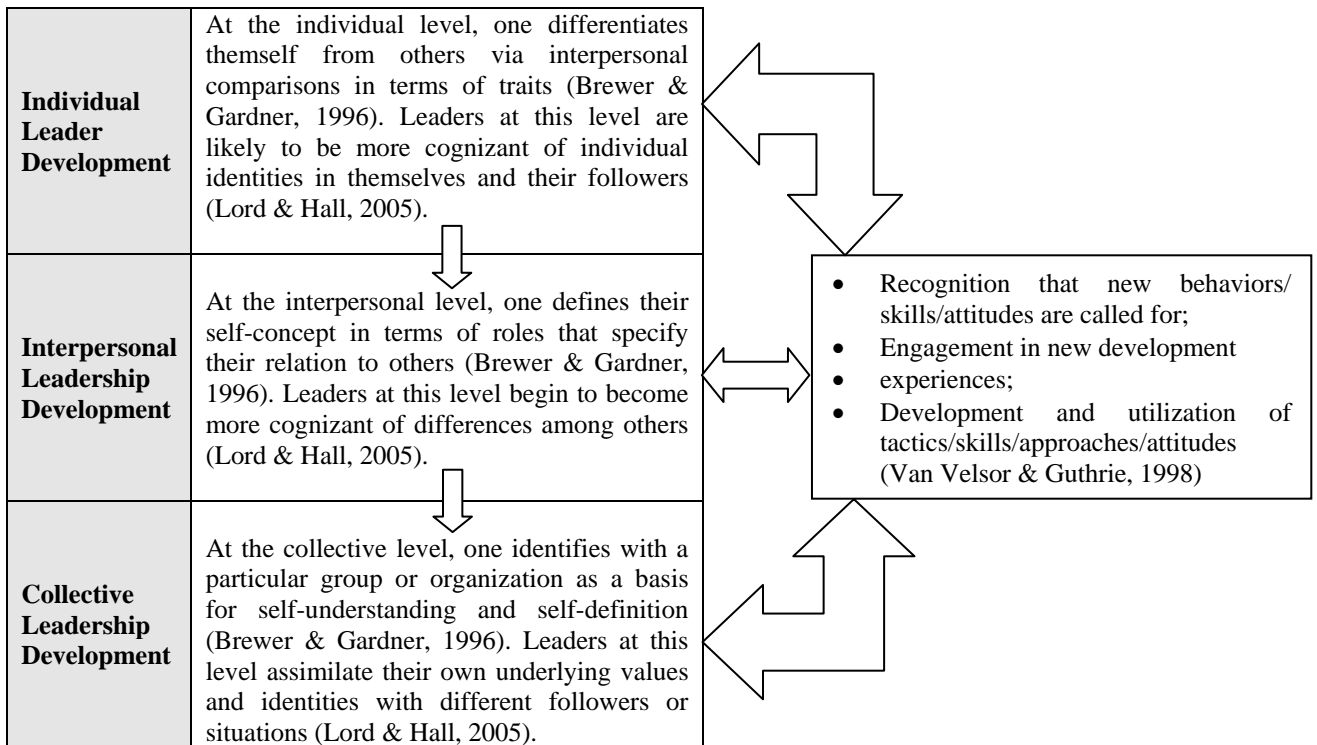 Individual
Leader
Development
At the individual level, one differentiates
themself from others via interpersonal
comparisons in terms of traits (Brewer &
Gardner, 1996). Leaders at this level are
likely to be more cognizant of individual
identities in themselves and their followers
(Lord & Hall, 2005).
Interpersonal
Leadership
Development
At the interpersonal level, one defines their
self-concept in terms of roles that specify
their relation to others (Brewer & Gardner,
1996). Leaders at this level begin to become
more cognizant of differences among others
(Lord & Hall, 2005).
Collective
Leadership
Development
At the collective level, one identifies with a
particular group or organization as a basis
for self-understanding and self-definition
(Brewer & Gardner, 1996). Leaders at this
level assimilate their own underlying values
and identities with different followers or
situations (Lord & Hall, 2005).
• Recognition that new behaviors/
skills/attitudes are called for;
• Engagement in new development
• experiences;
• Development and utilization of
tactics/skills/approaches/attitudes
(Van Velsor & Guthrie, 1998)